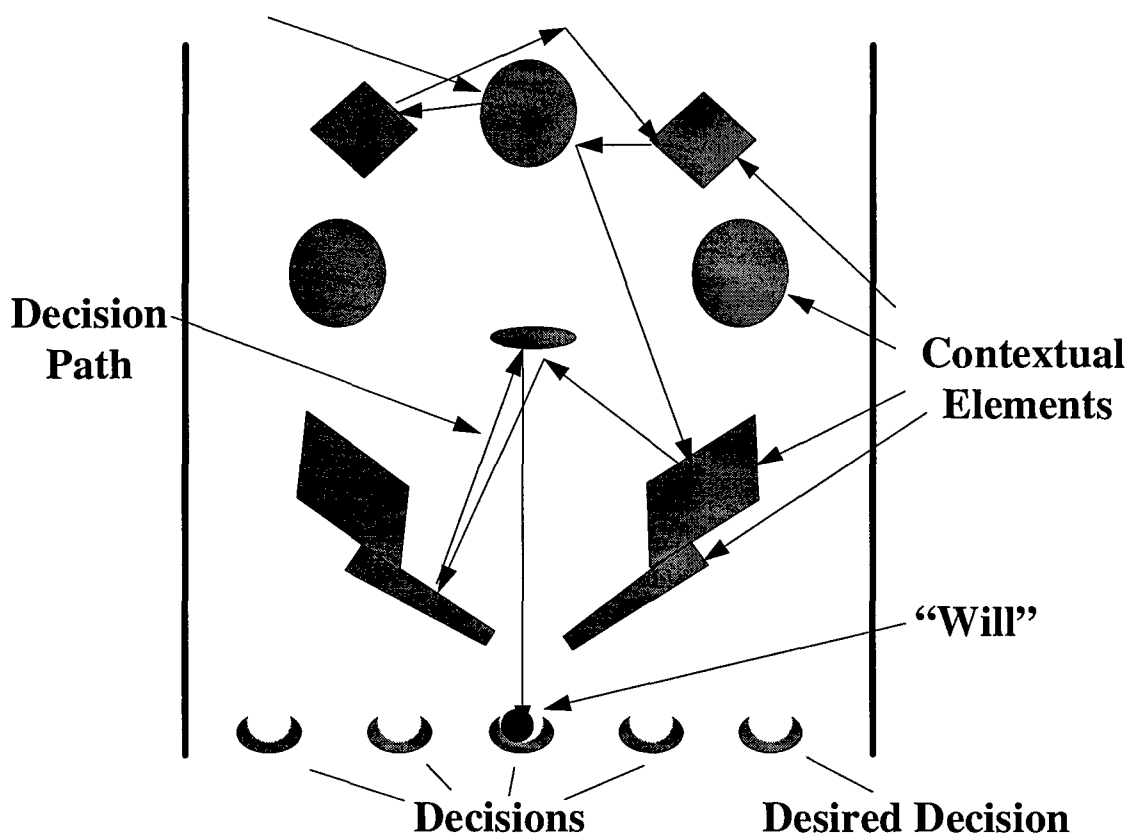 Decision
Path
Contextual
Elements
“Will”
Decisions
Desired Decision